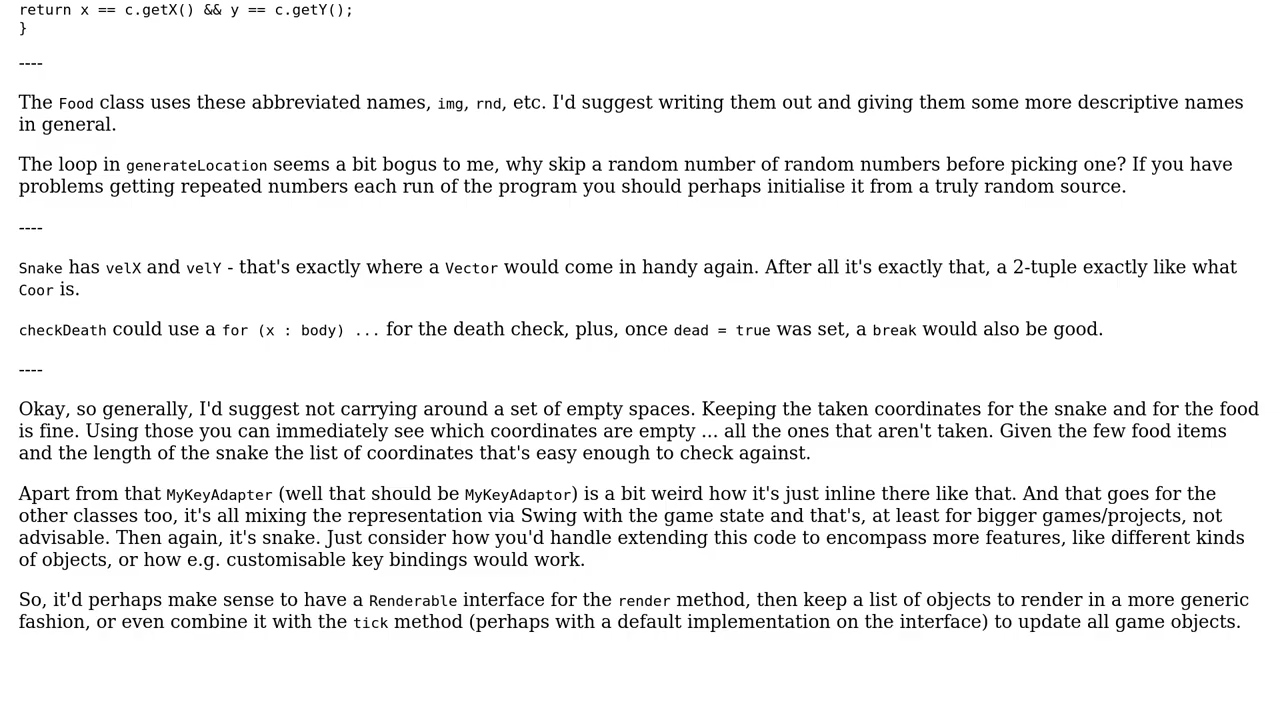 return x == c.getX() && y == c.getY();
}
----
The Food class uses these abbreviated names, img, rnd, etc. I'd suggest writing them out and giving them some more descriptive names
in general.
The loop in generateLocation seems a bit bogus to me, why skip a random number of random numbers before picking one? If you have
problems getting repeated numbers each run of the program you should perhaps initialise it from a truly random source.
----
Snake has velX and velY - that's exactly where a Vector would come in handy again. After all it's exactly that, a 2-tuple exactly like what
Coor is.
checkDeath could use a for (x : body) ... for the death check, plus, once dead = true was set, a break would also be good.
----
Okay, so generally, I'd suggest not carrying around a set of empty spaces. Keeping the taken coordinates for the snake and for the food
is fine. Using those you can immediately see which coordinates are empty ... all the ones that aren't taken. Given the few food items
and the length of the snake the list of coordinates that's easy enough to check against.
Apart from that MyKeyAdapter (well that should be MyKeyAdaptor) is a bit weird how it's just inline there like that. And that goes for the
other classes too, it's all mixing the representation via Swing with the game state and that's, at least for bigger games/projects, not
advisable. Then again, it's snake. Just consider how you'd handle extending this code to encompass more features, like different kinds
of objects, or how e.g. customisable key bindings would work.
So, it'd perhaps make sense to have a Renderable interface for the render method, then keep a list of objects to render in a more generic
fashion, or even combine it with the tick method (perhaps with a default implementation on the interface) to update all game objects.